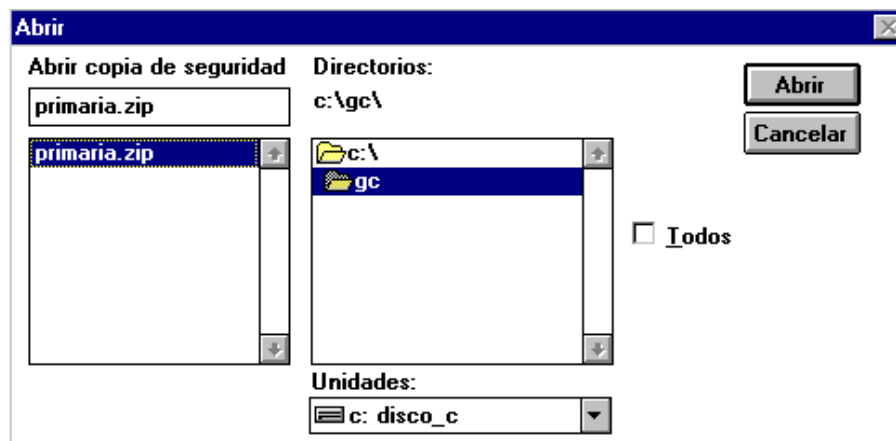 Abrir
Abrir copia de seguridad
primaria.zip
primaria.zip
Directorios:
c:\gc\
c:\
gc
Unidades:
c: disco_c
Todos
Abrir
Cancelar